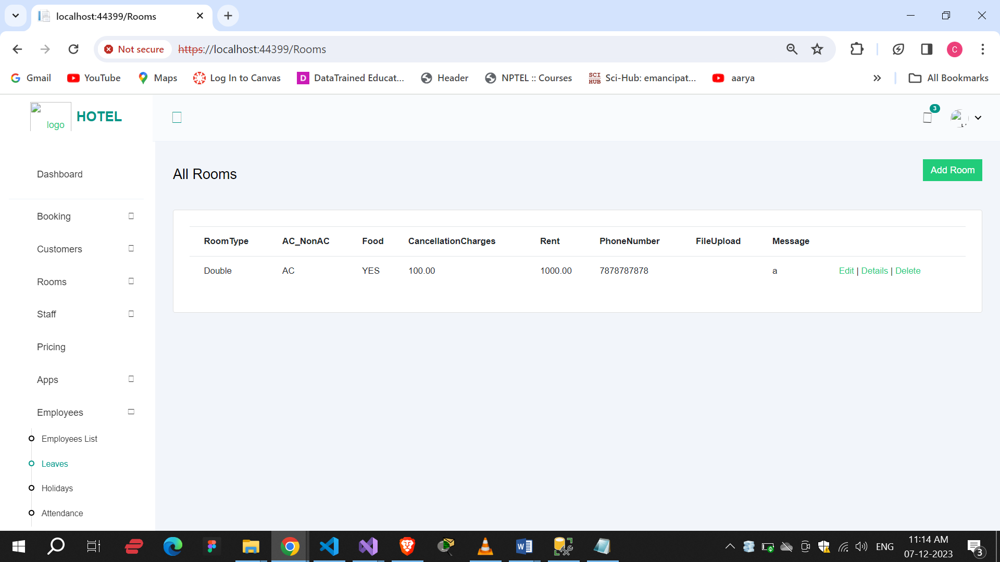 localhost:44399/Rooms
Not secure https://localhost:44399/Rooms C
Gmail YouTube Maps Log In to Canvas D DataTrained Educat... Header NPTEL :: Courses SCI HUB Sci-Hub: emancipat... aarya All Bookmarks
logo HOTEL 3
Dashboard
All Rooms Add Room
Booking
Customers
Rooms
Staff
Pricing
Apps
Employees
Employees List
Leaves
Holidays
Attendance
RoomType AC_NonAC Food CancellationCharges Rent PhoneNumber FileUpload Message
Double AC YES 100.00 1000.00 7878787878 a Edit | Details | Delete
ENG 11:14 AM
07-12-2023 3